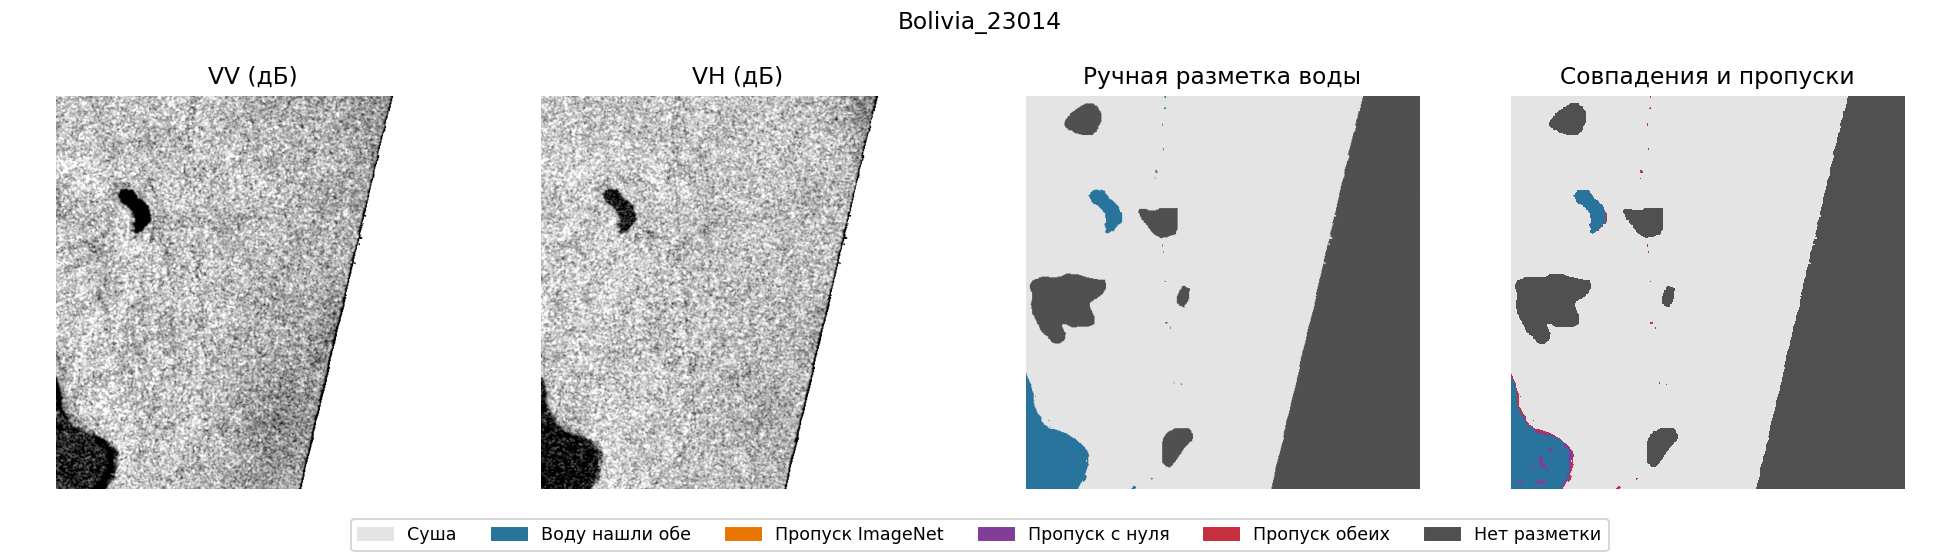 Bolivia_23014
VV (дБ)
VH (дБ)
Ручная разметка воды
Совпадения и пропуски
Суша
Воду нашли обе
Пропуск ImageNet
Пропуск с нуля
Пропуск обеих
Нет разметки